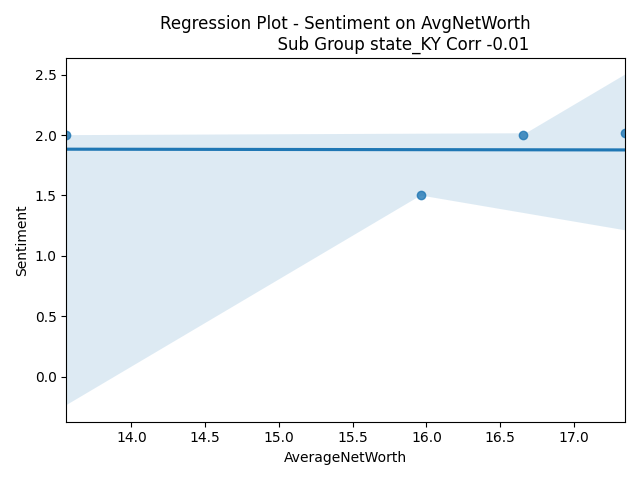 Regression Plot - Sentiment on AvgNetWorth
Sub Group state_KY Corr -0.01
2.5
2.0
1.5
1.0
0.5
0.0
Sentiment
14.0 14.5 15.0 15.5 16.0 16.5 17.0
AverageNetWorth